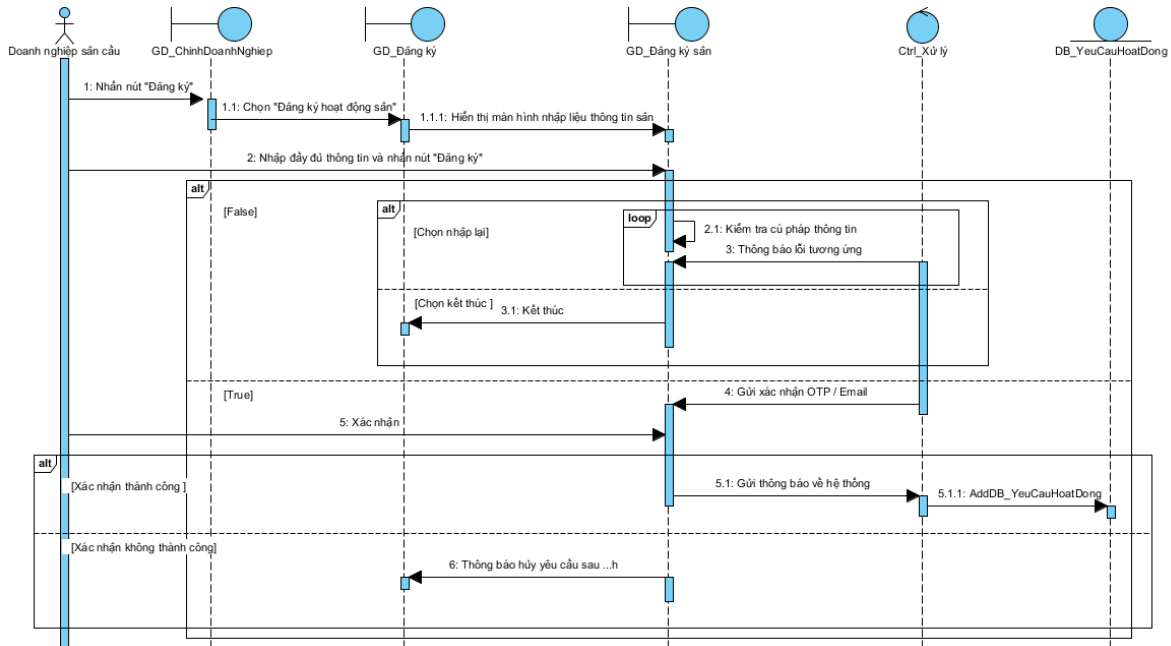 Doanh nghiệp sân cầu
GD_ChinhDoanhNghiep
GD_Đăng ký
GD_Đăng ký sân
Ctrl_Xử lý
DB_YeuCauHoatDong
1: Nhấn nút "Đăng ký"
1.1: Chọn "Đăng ký hoạt động sân"
1.1.1: Hiển thị màn hình nhập liệu thông tin sân
2: Nhập đầy đủ thông tin và nhấn nút "Đăng ký"
alt
[False]
alt
[Chọn nhập lại]
loop
2.1: Kiểm tra cú pháp thông tin
3: Thông báo lỗi tương ứng
[Chọn kết thúc ]
3.1: Kết thúc
[True]
4: Gửi xác nhận OTP / Email
5: Xác nhận
alt
[Xác nhận thành công ]
5.1: Gửi thông báo về hệ thống
5.1.1: AddDB_YeuCauHoatDong
[Xác nhận không thành công]
6: Thông báo hủy yêu cầu sau ...h